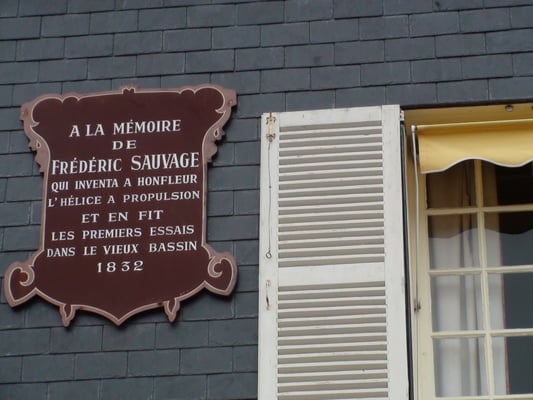 A LA MÉMOIRE
DE
FRÉDÉRIC SAUVAGE
QUI INVENTA A HONFLEUR
L'HÉLICE A PROPULSION
ET EN FIT
LES PREMIERS ESSAIS
DANS LE VIEUX BASSIN
1832